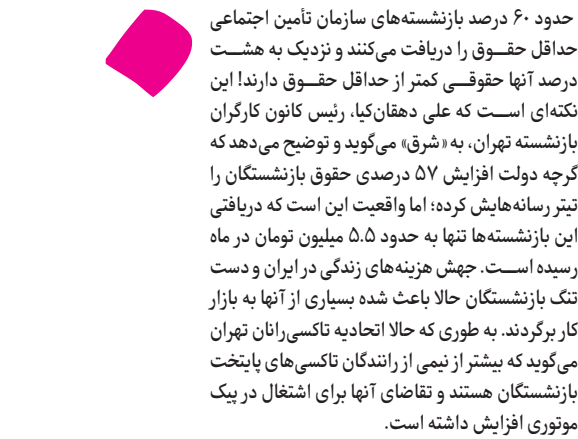 حدود ۶۰ درصد بازنشسته‌های سازمان تأمین اجتماعی
حداقل حقــوق را دریافت می‌کنند و نزدیک به هشــت
درصد آنها حقوقــی کمتر از حداقل حقــوق دارند! این
نکته‌ای اســت که علی دهقان‌کیا، رئیس کانون کارگران
بازنشسته تهران، به «شرق» می‌گوید و توضیح می‌دهد که
گرچه دولت افزایش ۵۷ درصدی حقوق بازنشستگان را
تیتر رسانه‌هایش کرده؛ اما واقعیت این است که دریافتی
این بازنشسته‌ها تنها به حدود ۵.۵ میلیون تومان در ماه
رسیده اســت. جهش هزینه‌های زندگی در ایران و دست
تنگ بازنشستگان حالا باعث شده بسیاری از آنها به بازار
کار برگردند. به طوری که حالا اتحادیه تاکسی‌رانان تهران
می‌گوید که بیشتر از نیمی از رانندگان تاکسی‌های پایتخت
بازنشستگان هستند و تقاضای آنها برای اشتغال در پیک
موتوری افزایش داشته است.